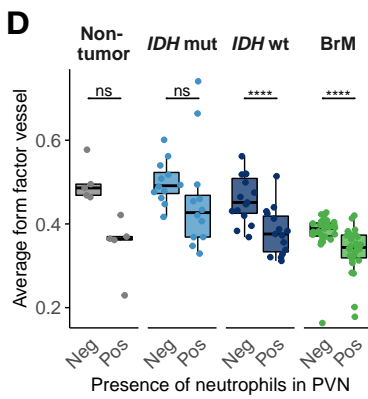 D
Non-
tumor
IDH mut
IDH wt
BrM
ns
ns
****
****
Average form factor vessel
0.6
0.4
0.2
Neg Pos Neg Pos Neg Pos Neg Pos
Presence of neutrophils in PVN